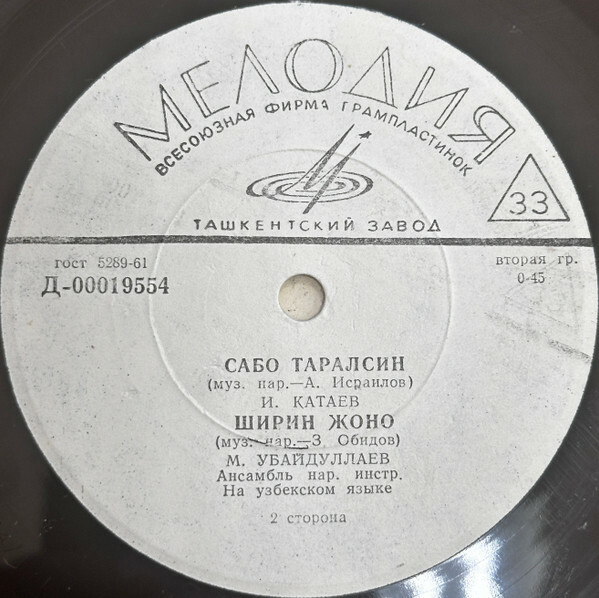 МЕЛОДИЯ
ВСЕСОЮЗНАЯ ФИРМА ГРАМПЛАСТИНОК
ТАШКЕНТСКИЙ ЗАВОД
33
гост 5289-61
Д-00019554
вторая гр.
0-45
САБО ТАРАЛСИН
(муз. нар.—А. Исраилов)
И. КАТАЕВ
ШИРИН ЖОНО
(муз. нар.—З. Обидов)
М. УБАЙДУЛЛАЕВ
Ансамбль нар. инстр.
На узбекском языке
2 сторона